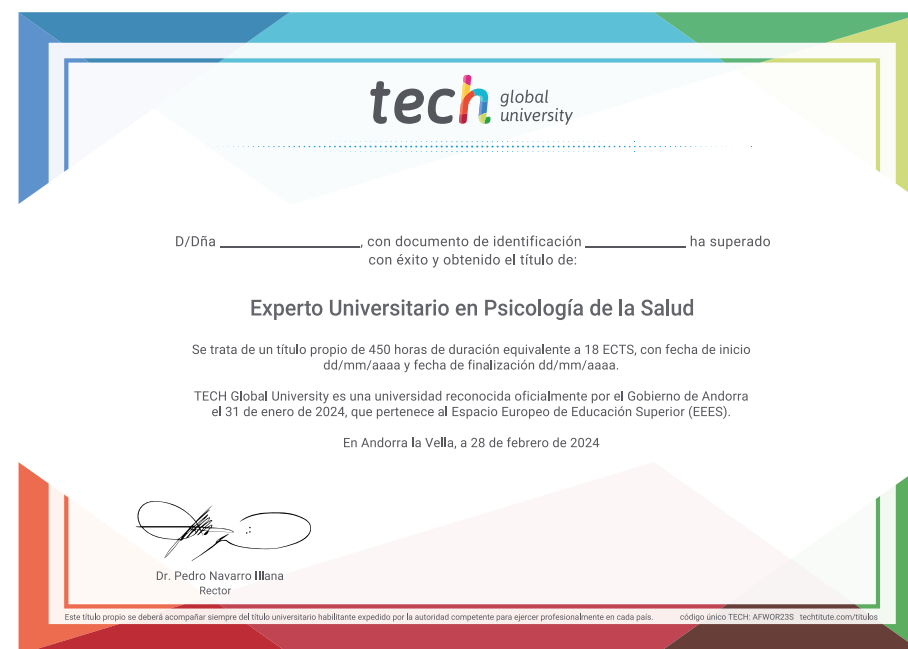 tech global university
D/Dña ____________________, con documento de identificación ______________ ha superado
con éxito y obtenido el título de:
Experto Universitario en Psicología de la Salud
Se trata de un título propio de 450 horas de duración equivalente a 18 ECTS, con fecha de inicio
dd/mm/aaaa y fecha de finalización dd/mm/aaaa.
TECH Global University es una universidad reconocida oficialmente por el Gobierno de Andorra
el 31 de enero de 2024, que pertenece al Espacio Europeo de Educación Superior (EEES).
En Andorra la Vella, a 28 de febrero de 2024
Dr. Pedro Navarro Illana
Rector
Este título propio se deberá acompañar siempre del título universitario habilitante expedido por la autoridad competente para ejercer profesionalmente en cada país. código único TECH: AFWOR23S techtitute.com/titulos